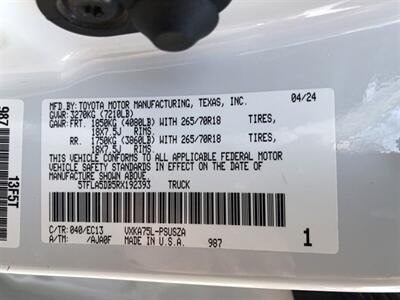 MFD.BY: TOYOTA MOTOR MANUFACTURING, TEXAS, INC. 04/24
GVWR: 3270KG (7210LB)
GAWR: FRT. 1850KG (4080LB) WITH 265/70R18 TIRES,
18X7.5J RIMS.
RR. 1750KG (3860LB) WITH 265/70R18 TIRES,
18X7.5J RIMS.
THIS VEHICLE CONFORMS TO ALL APPLICABLE FEDERAL MOTOR
VEHICLE SAFETY STANDARDS IN EFFECT ON THE DATE OF
MANUFACTURE SHOWN ABOVE.
5TFLA5DB5RX192393 TRUCK
C/TR: 040/EC13 VXKA75L-PSUSZA
A/TM: /AJA0F MADE IN U.S.A. 987 1
987
13F5T